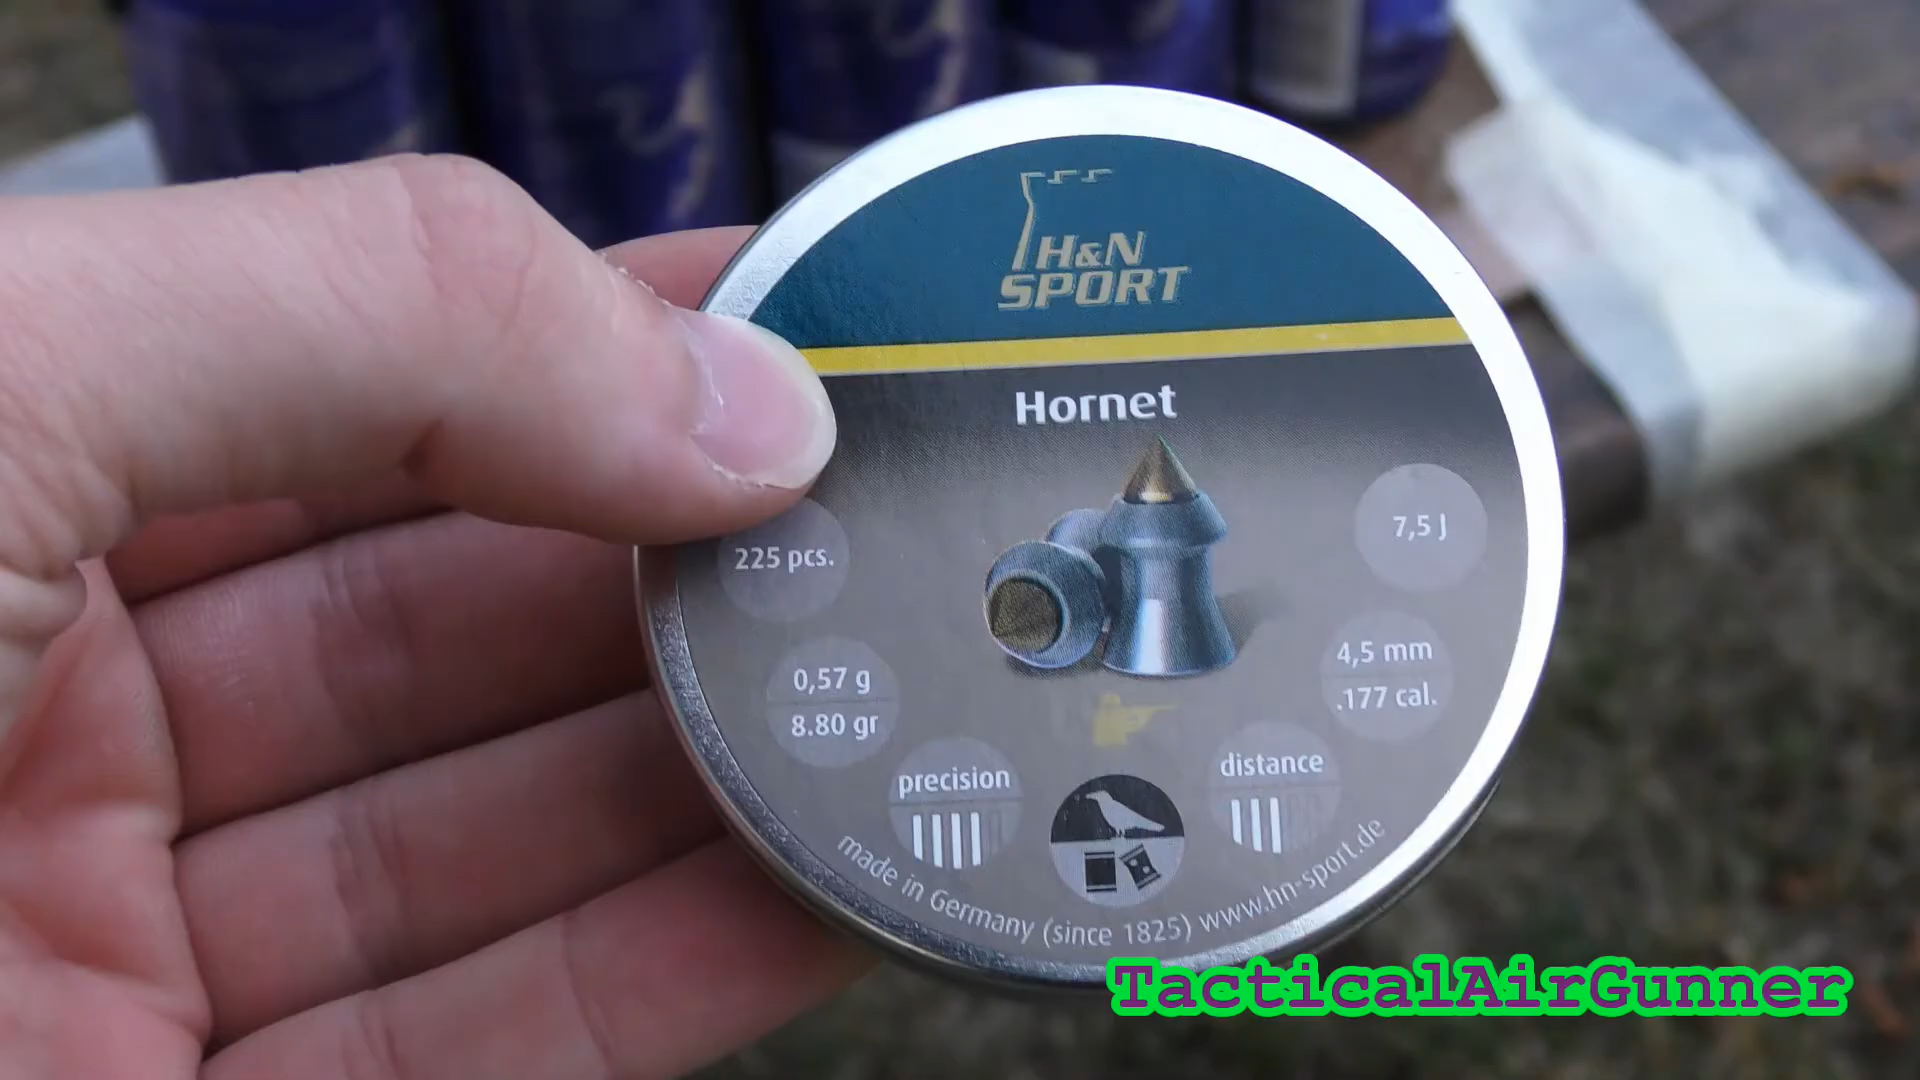 H&N
SPORT
Hornet
225 pcs.
7,5 J
0,57 g
8.80 gr
4,5 mm
.177 cal.
precision
distance
made in Germany (since 1825) www.hn-sport.de
TacticalAirGunner